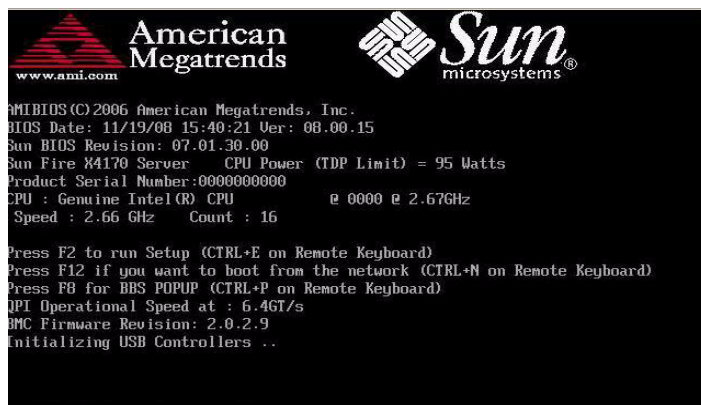 American
Megatrends
www.ami.com
Sun®
microsystems
AMIBIOS(C)2006 American Megatrends, Inc.
BIOS Date: 11/19/08 15:40:21 Ver: 08.00.15
Sun BIOS Revision: 07.01.30.00
Sun Fire X4170 Server    CPU Power (TDP Limit) = 95 Watts
Product Serial Number:0000000000
CPU : Genuine Intel(R) CPU          @ 0000 @ 2.67GHz
Speed : 2.66 GHz    Count : 16
Press F2 to run Setup (CTRL+E on Remote Keyboard)
Press F12 if you want to boot from the network (CTRL+N on Remote Keyboard)
Press F8 for BBS POPUP (CTRL+P on Remote Keyboard)
QPI Operational Speed at : 6.4GT/s
BMC Firmware Revision: 2.0.2.9
Initializing USB Controllers ..